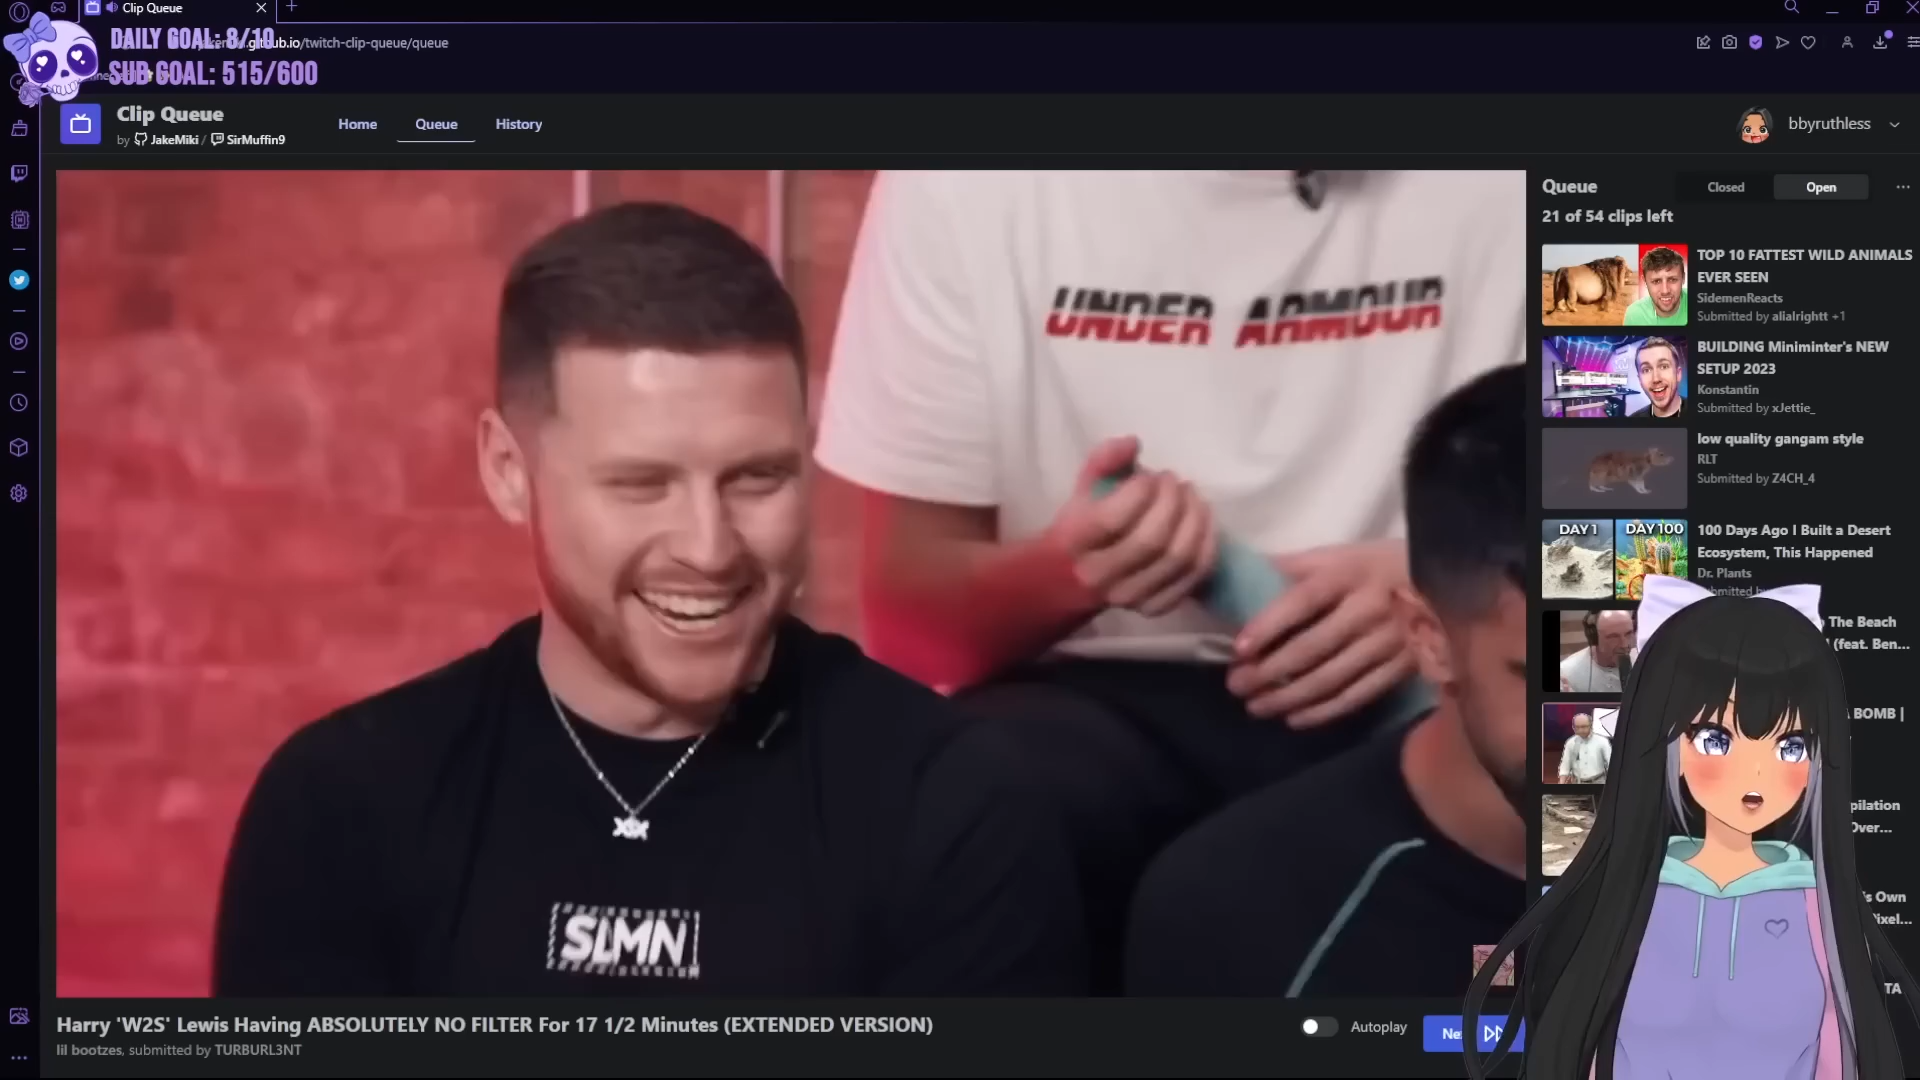 Clip Queue
DAILY GOAL: 8/10
github.io/twitch-clip-queue/queue
SUB GOAL: 515/600
Clip Queue
by JakeMiki / SirMuffin9
Home
Queue
History
bbyruthless
UNDER ARMOUR
SLMN
XIX
Queue
Closed
Open
21 of 54 clips left
TOP 10 FATTEST WILD ANIMALS
EVER SEEN
SidemenReacts
Submitted by alialrightt +1
BUILDING Miniminter's NEW
SETUP 2023
Konstantin
Submitted by xJettie_
low quality gangam style
RLT
Submitted by Z4CH_4
DAY 1
DAY 100
100 Days Ago I Built a Desert
Ecosystem, This Happened
Dr. Plants
The Beach
(feat. Ben...
BOMB |
Over...
Own
TA
Harry 'W2S' Lewis Having ABSOLUTELY NO FILTER For 17 1/2 Minutes (EXTENDED VERSION)
lil bootzes, submitted by TURBURL3NT
Autoplay